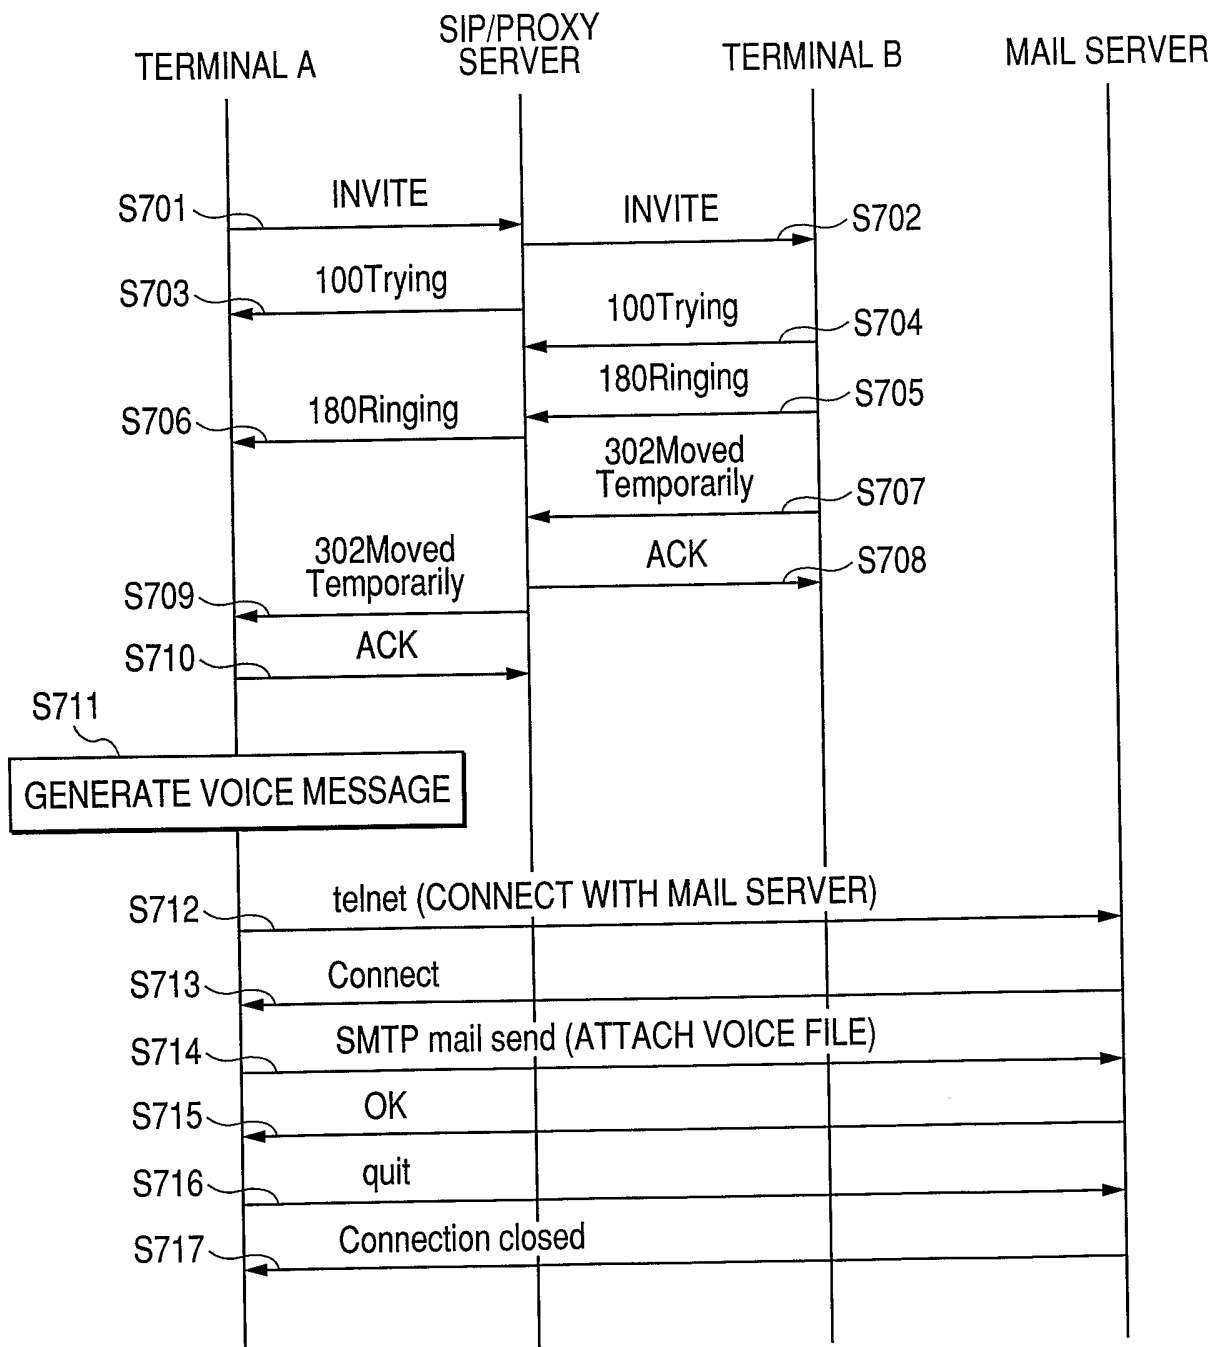 TERMINAL A
SIP/PROXY
SERVER
TERMINAL B
MAIL SERVER
S701
INVITE
INVITE
S702
S703
100Trying
100Trying
S704
180Ringing
S705
S706
180Ringing
302Moved
Temporarily
S707
302Moved
Temporarily
ACK
S708
S709
S710
ACK
S711
GENERATE VOICE MESSAGE
S712
telnet (CONNECT WITH MAIL SERVER)
S713
Connect
S714
SMTP mail send (ATTACH VOICE FILE)
S715
OK
S716
quit
S717
Connection closed